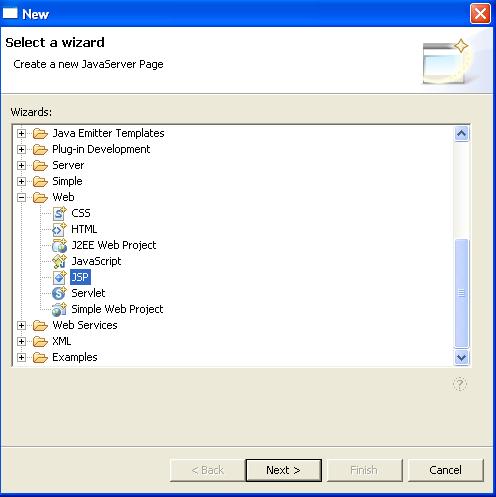 New
Select a wizard
Create a new JavaServer Page
Wizards:
Java Emitter Templates
Plug-in Development
Server
Simple
Web
CSS
HTML
J2EE Web Project
JavaScript
JSP
Servlet
Simple Web Project
Web Services
XML
Examples
?
< Back Next > Finish Cancel